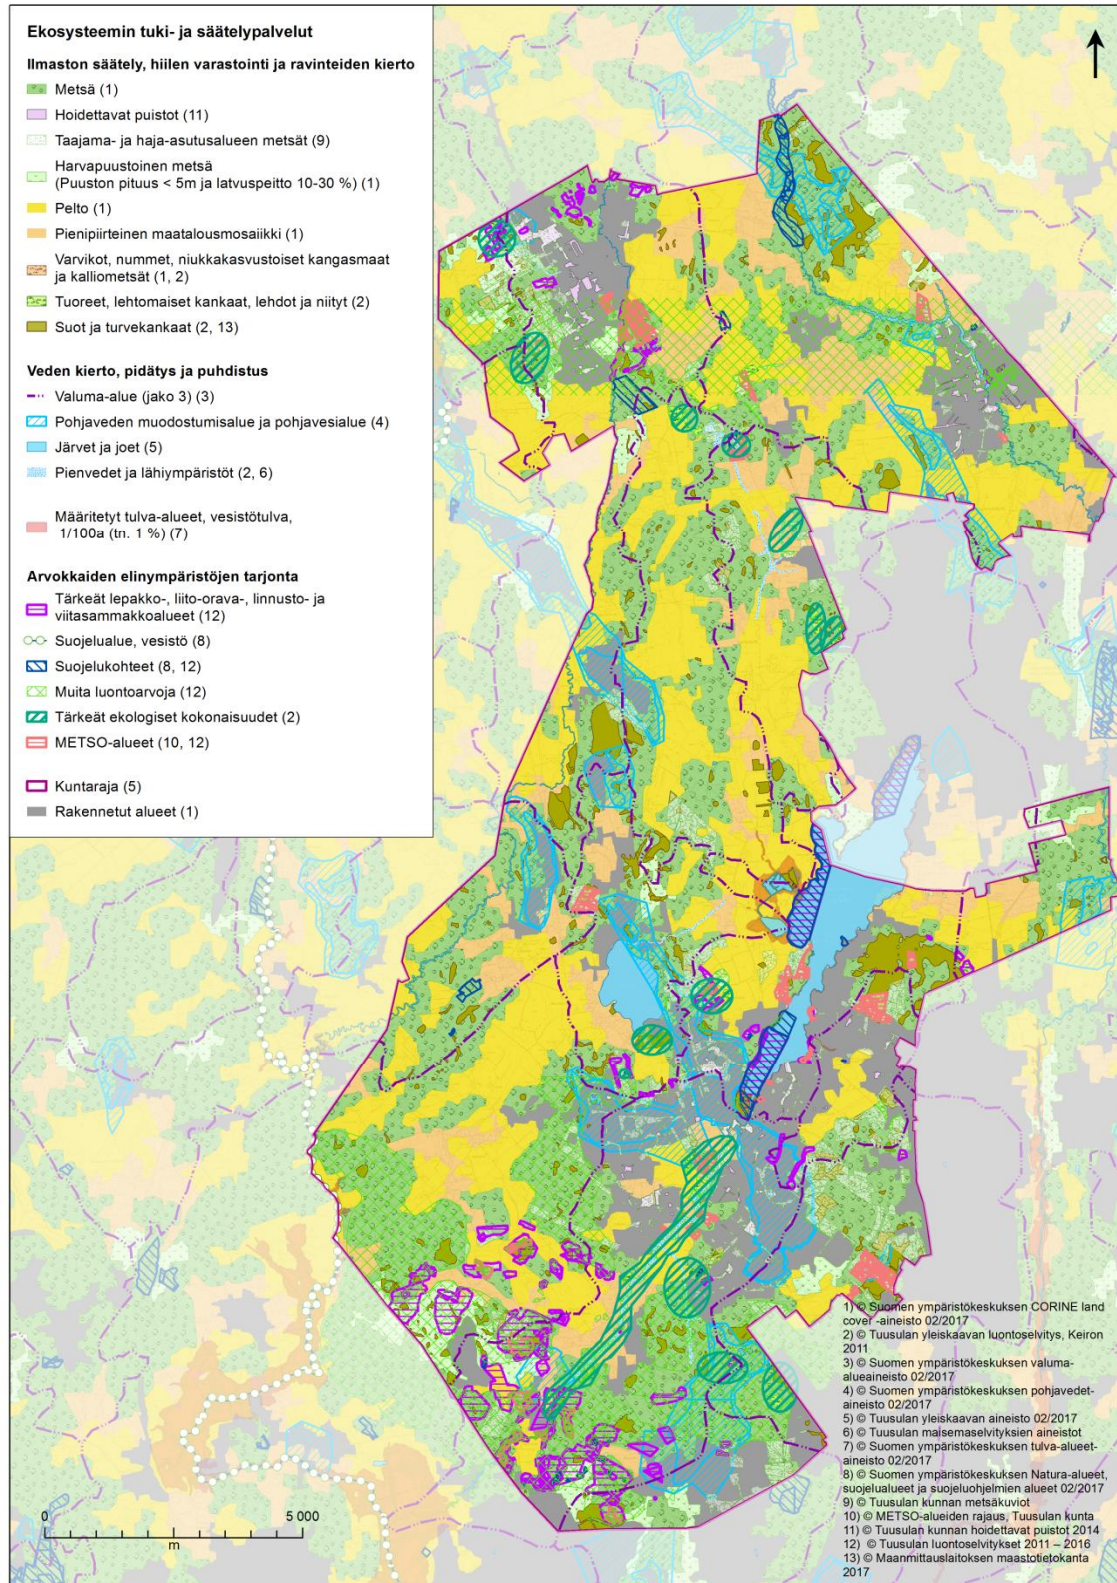 Ekosysteemin tuki- ja säätelypalvelut
Ilmaston säätely, hiilen varastointi ja ravinteiden kierto
Metsä (1)
Hoidettavat puistot (11)
Taajama- ja haja-asutusalueen metsät (9)
Harvapuustoinen metsä
(Puuston pituus < 5m ja latvuspeitto 10-30 %) (1)
Pelto (1)
Pienipiirteinen maatalousmosaiikki (1)
Varvikot, nummet, niukkakasvustoiset kangasmaat
ja kalliometsät (1, 2)
Tuoreet, lehtomaiset kankaat, lehdot ja niityt (2)
Suot ja turvekankaat (2, 13)
Veden kierto, pidätys ja puhdistus
Valuma-alue (jako 3) (3)
Pohjaveden muodostumisalue ja pohjavesialue (4)
Järvet ja joet (5)
Pienvedet ja lähiympäristöt (2, 6)
Määritetyt tulva-alueet, vesistötulva,
1/100a (tn. 1 %) (7)
Arvokkaiden elinympäristöjen tarjonta
Tärkeät lepakko-, liito-orava-, linnusto- ja
viitasammakkoalueet (12)
Suojelualue, vesistö (8)
Suojelukohteet (8, 12)
Muita luontoarvoja (12)
Tärkeät ekologiset kokonaisuudet (2)
METSO-alueet (10, 12)
Kuntaraja (5)
Rakennetut alueet (1)
0 5 000
m
1) © Suomen ympäristökeskuksen CORINE land
cover -aineisto 02/2017
2) © Tuusulan yleiskaavan luontoselvitys, Keiron
2011
3) © Suomen ympäristökeskuksen valuma-
alueaineisto 02/2017
4) © Suomen ympäristökeskuksen pohjavedet-
aineisto 02/2017
5) © Tuusulan yleiskaavan aineisto 02/2017
6) © Tuusulan maisemaselvityksien aineistot
7) © Suomen ympäristökeskuksen tulva-alueet-
aineisto 02/2017
8) © Suomen ympäristökeskuksen Natura-alueet,
suojelualueet ja suojeluohjelmien alueet 02/2017
9) © Tuusulan kunnan metsäkuviot
10) © METSO-alueiden rajaus, Tuusulan kunta
11) © Tuusulan kunnan hoidettavat puistot 2014
12) © Tuusulan luontoselvitykset 2011 – 2016
13) © Maanmittauslaitoksen maastotietokanta
2017